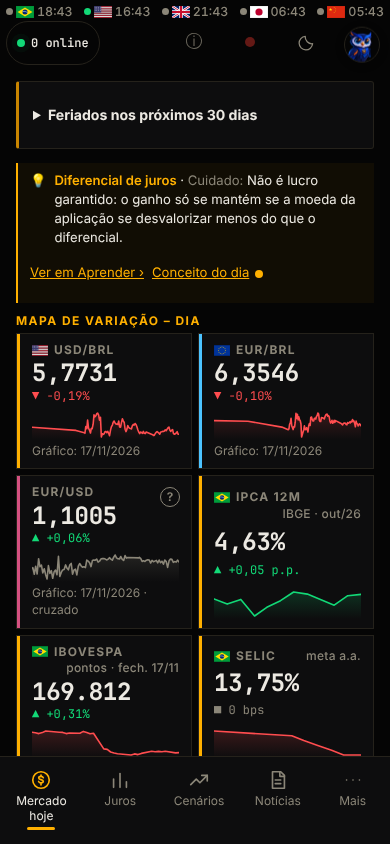 18:43 16:43 21:43 06:43 05:43
0 online
▶ Feriados nos próximos 30 dias
💡 Diferencial de juros · Cuidado: Não é lucro
garantido: o ganho só se mantém se a moeda da
aplicação se desvalorizar menos do que o
diferencial.
Ver em Aprender › Conceito do dia
MAPA DE VARIAÇÃO – DIA
USD/BRL
5,7731
▼ -0,19%
Gráfico: 17/11/2026
EUR/BRL
6,3546
▼ -0,10%
Gráfico: 17/11/2026
EUR/USD
?
1,1005
▲ +0,06%
Gráfico: 17/11/2026 ·
cruzado
IPCA 12M
IBGE · out/26
4,63%
▲ +0,05 p.p.
IBOVESPA
pontos · fech. 17/11
169.812
▲ +0,31%
SELIC meta a.a.
13,75%
■ 0 bps
Mercado
hoje
Juros
Cenários
Notícias
Mais